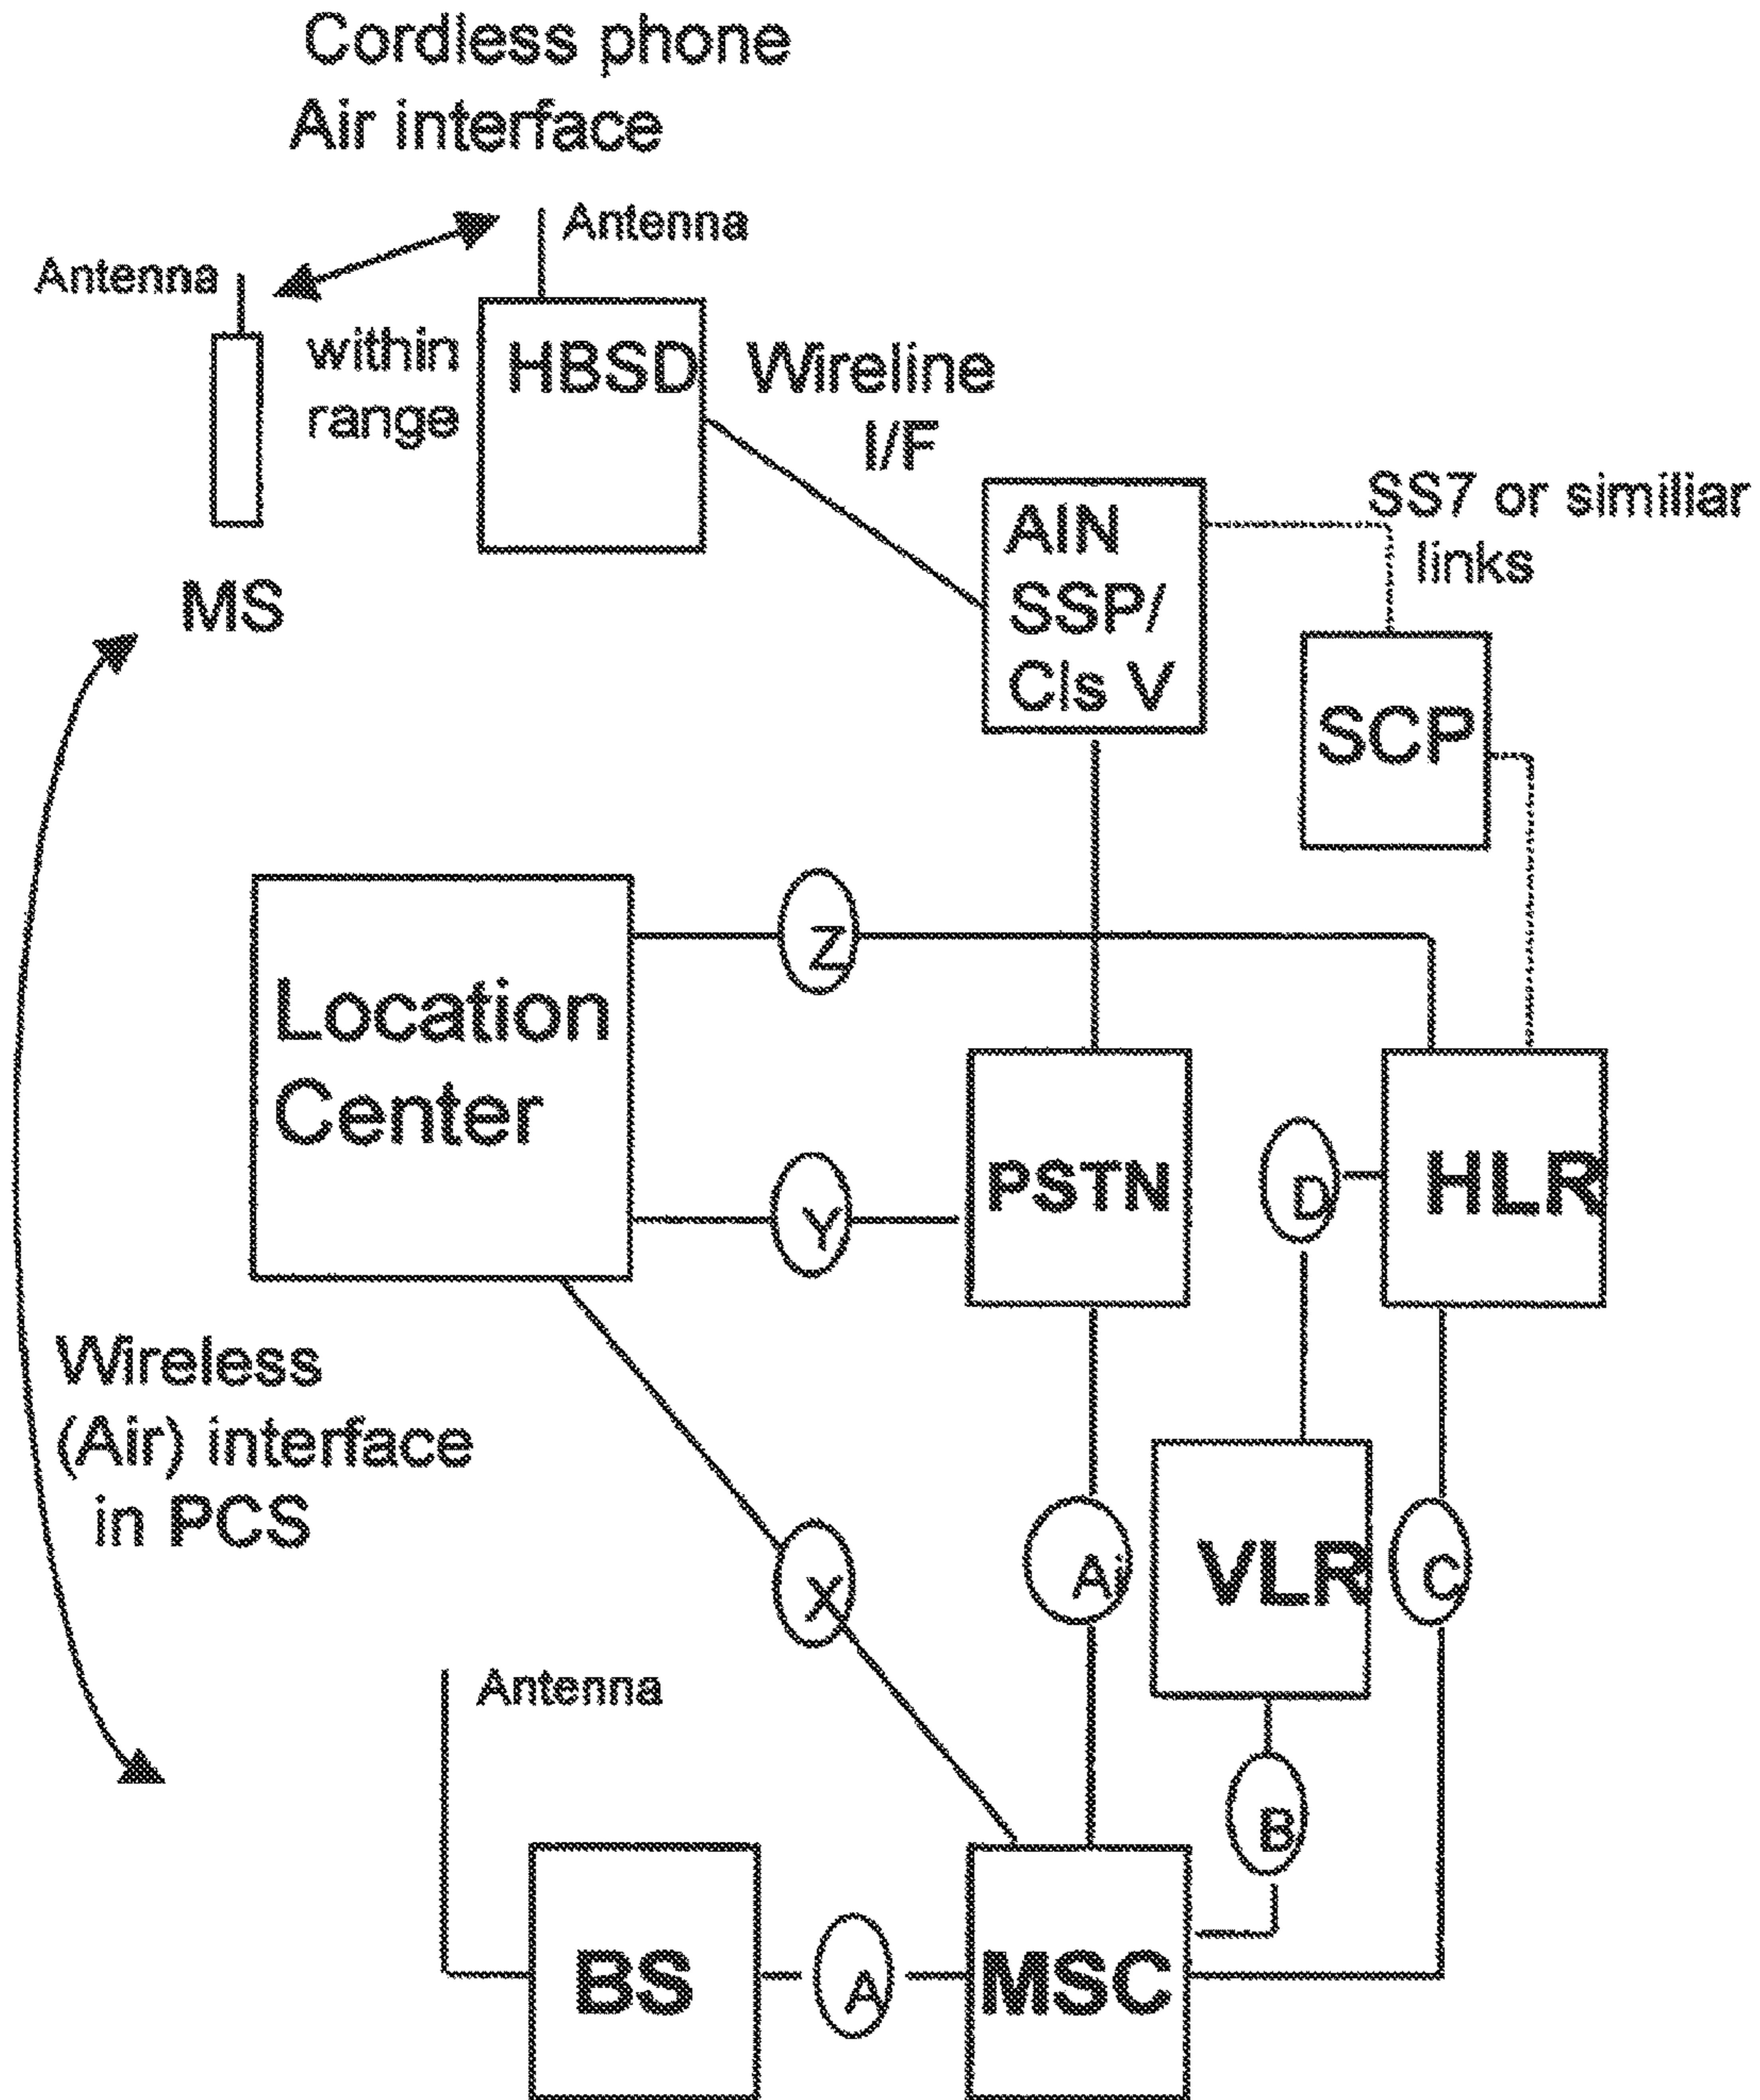 Cordless phone
Air interface
Antenna
Antenna
within
range
HBSD
Wireline
I/F
MS
AIN
SSP/
Cls V
SS7 or similiar
links
SCP
Z
Location
Center
Y
PSTN
D
HLR
Wireless
(Air) interface
in PCS
X
Ai
VLR
C
Antenna
B
BS
A
MSC